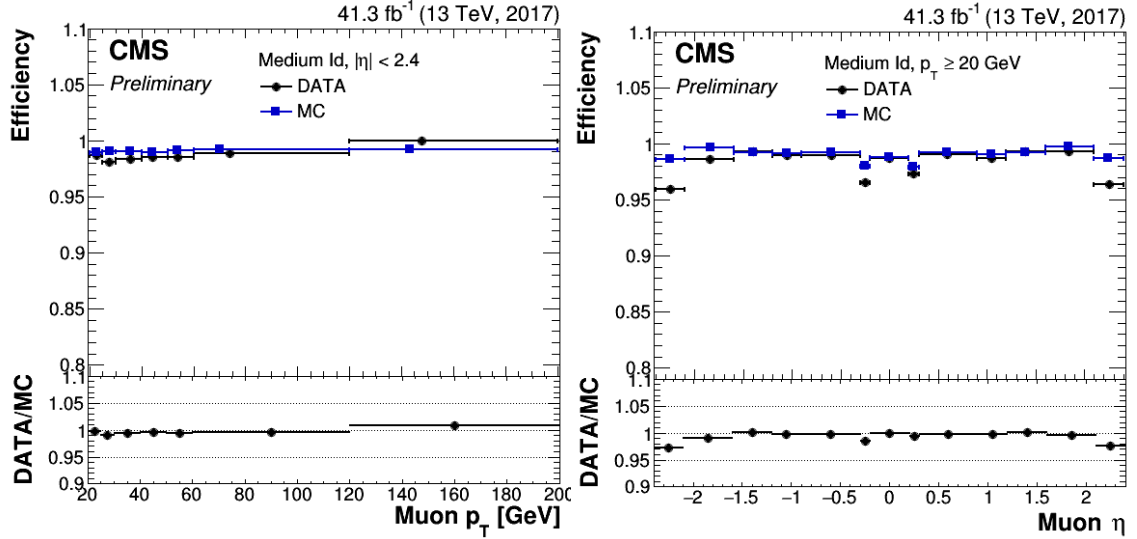 41.3 fb⁻¹ (13 TeV, 2017)
Efficiency
1.1
1.05
1
0.95
0.9
0.85
0.8
CMS
Preliminary
Medium Id, |η| < 2.4
DATA
MC
DATA/MC
1.1
1.05
1
0.95
0.9
20 40 60 80 100 120 140 160 180 200
Muon p_T [GeV]
41.3 fb⁻¹ (13 TeV, 2017)
Efficiency
1.1
1.05
1
0.95
0.9
0.85
0.8
CMS
Preliminary
Medium Id, p_T ≥ 20 GeV
DATA
MC
DATA/MC
1.1
1.05
1
0.95
0.9
−2 −1.5 −1 −0.5 0 0.5 1 1.5 2
Muon η